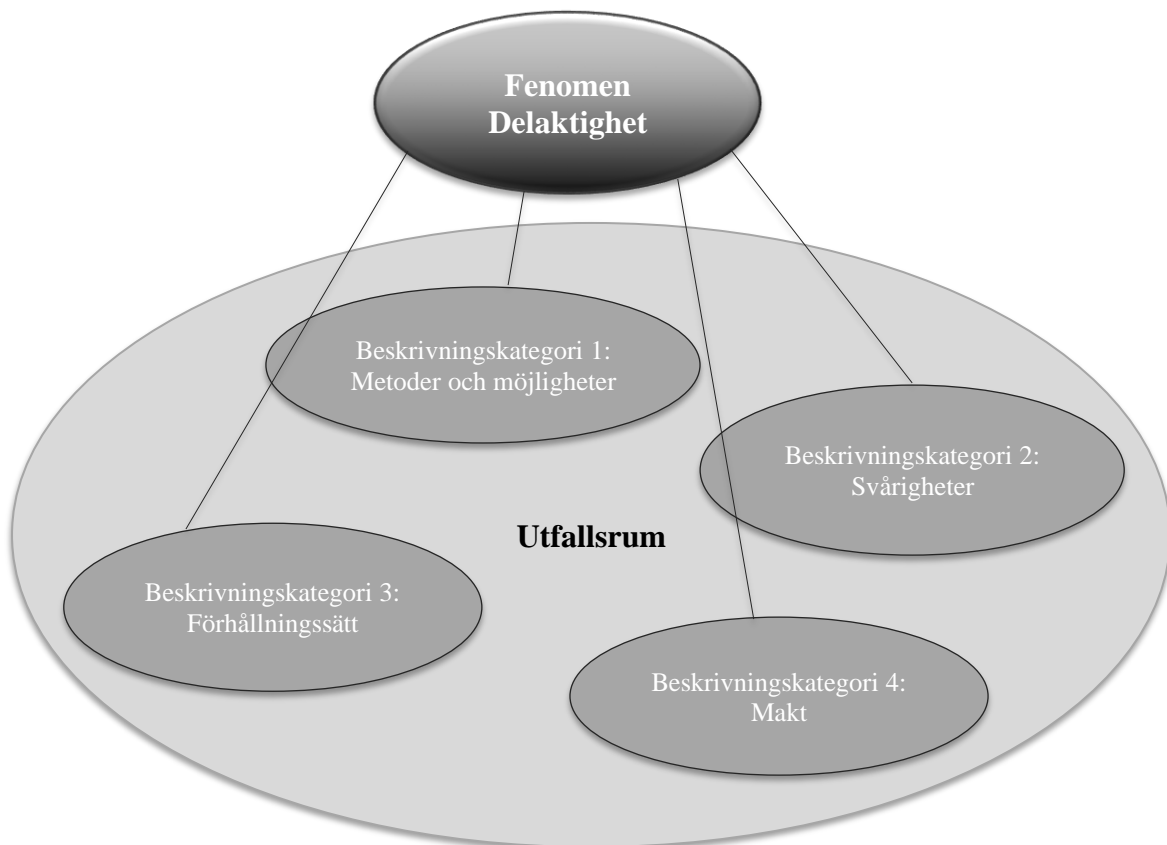 Fenomen
Delaktighet
Beskrivningskategori 1:
Metoder och möjligheter
Beskrivningskategori 2:
Svårigheter
Utfallsrum
Beskrivningskategori 3:
Förhållningssätt
Beskrivningskategori 4:
Makt